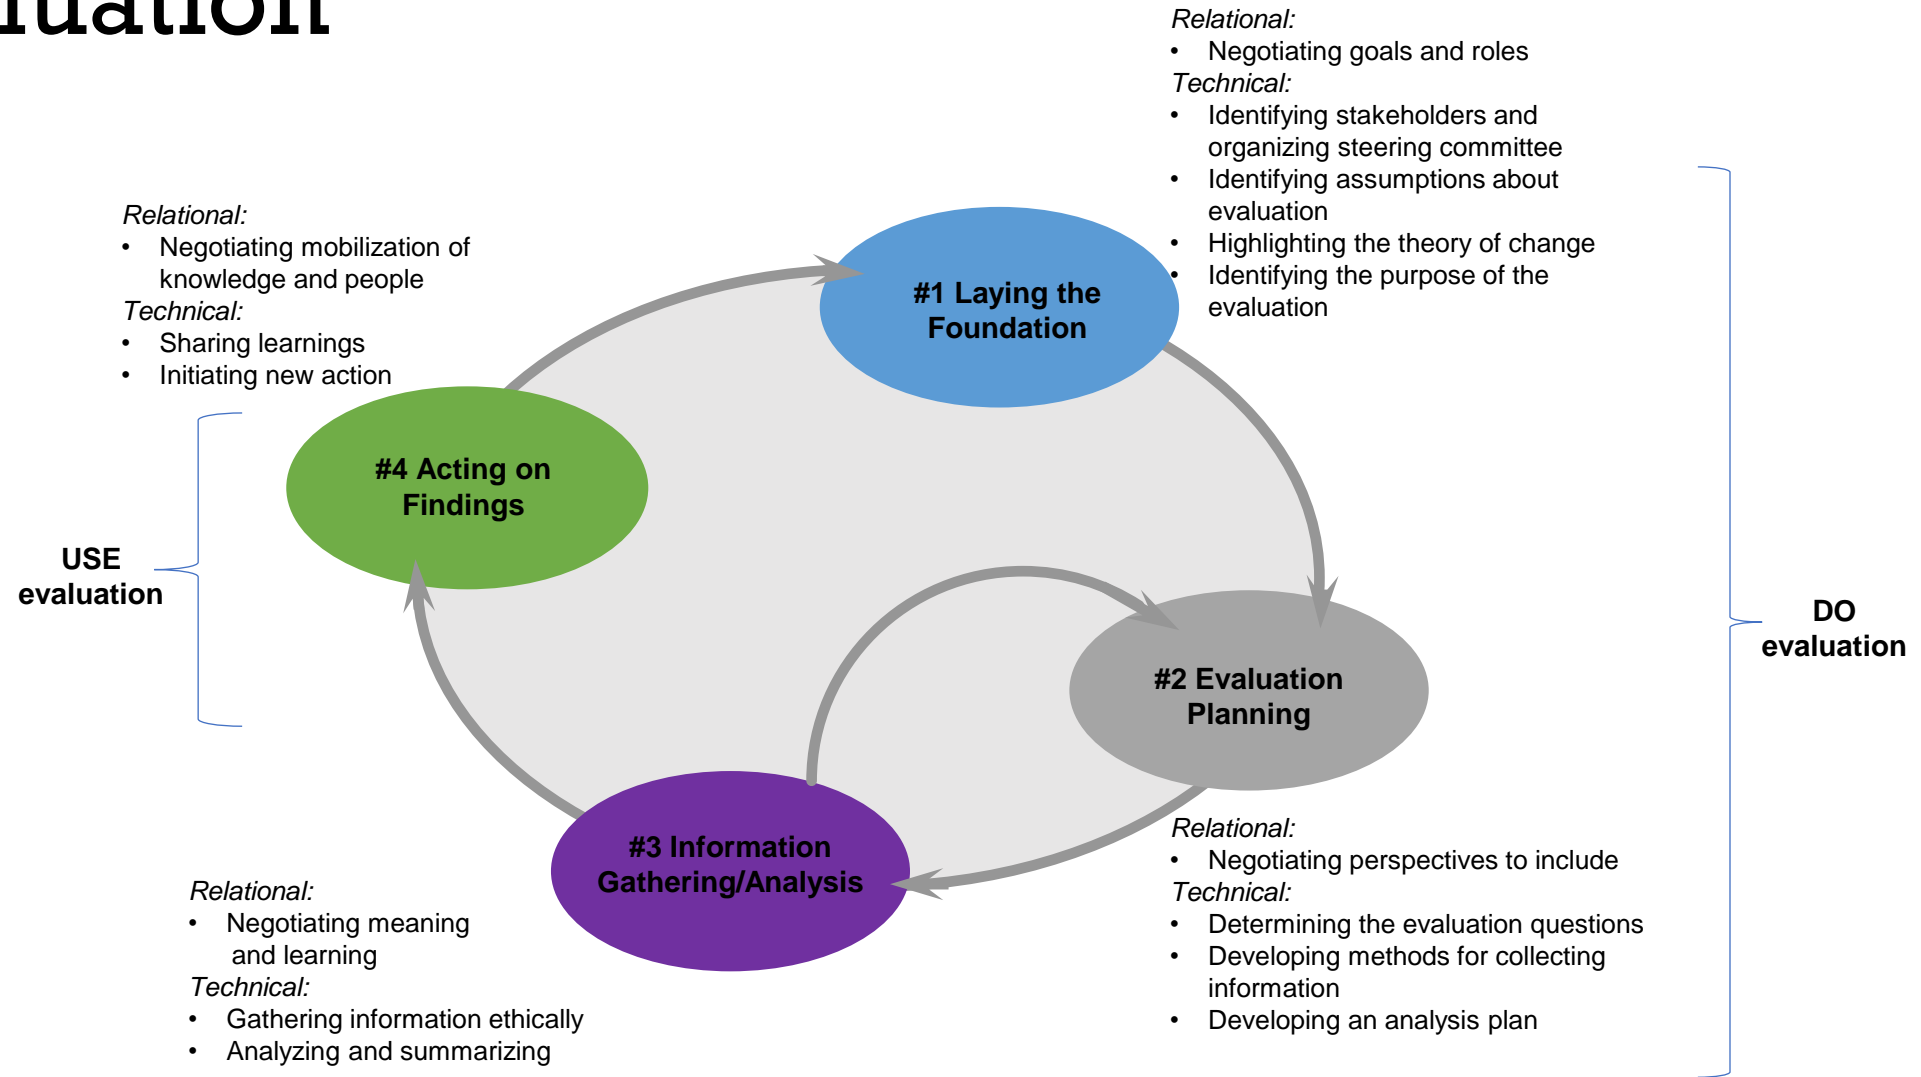 luation
Relational:
• Negotiating goals and roles
Technical:
• Identifying stakeholders and
organizing steering committee
• Identifying assumptions about
evaluation
• Highlighting the theory of change
• Identifying the purpose of the
evaluation
Relational:
• Negotiating mobilization of
knowledge and people
Technical:
• Sharing learnings
• Initiating new action
#1 Laying the
Foundation
#4 Acting on
Findings
USE
evaluation
DO
evaluation
#2 Evaluation
Planning
#3 Information
Gathering/Analysis
Relational:
• Negotiating perspectives to include
Technical:
• Determining the evaluation questions
• Developing methods for collecting
information
• Developing an analysis plan
Relational:
• Negotiating meaning
and learning
Technical:
• Gathering information ethically
• Analyzing and summarizing